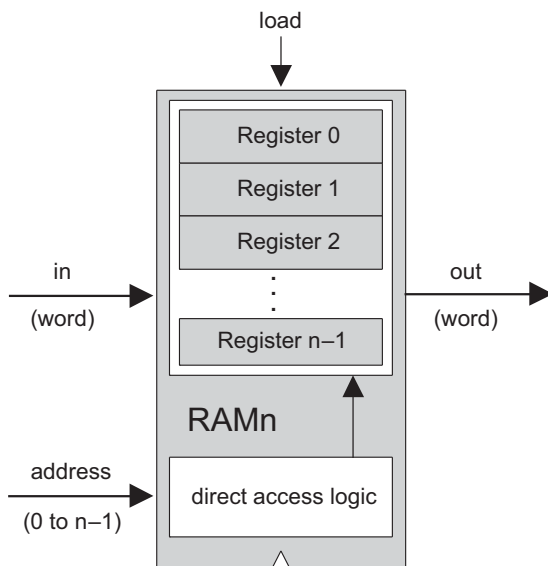 load
Register 0
Register 1
Register 2
in
(word)
out
(word)
Register n–1
RAMn
address
(0 to n–1)
direct access logic